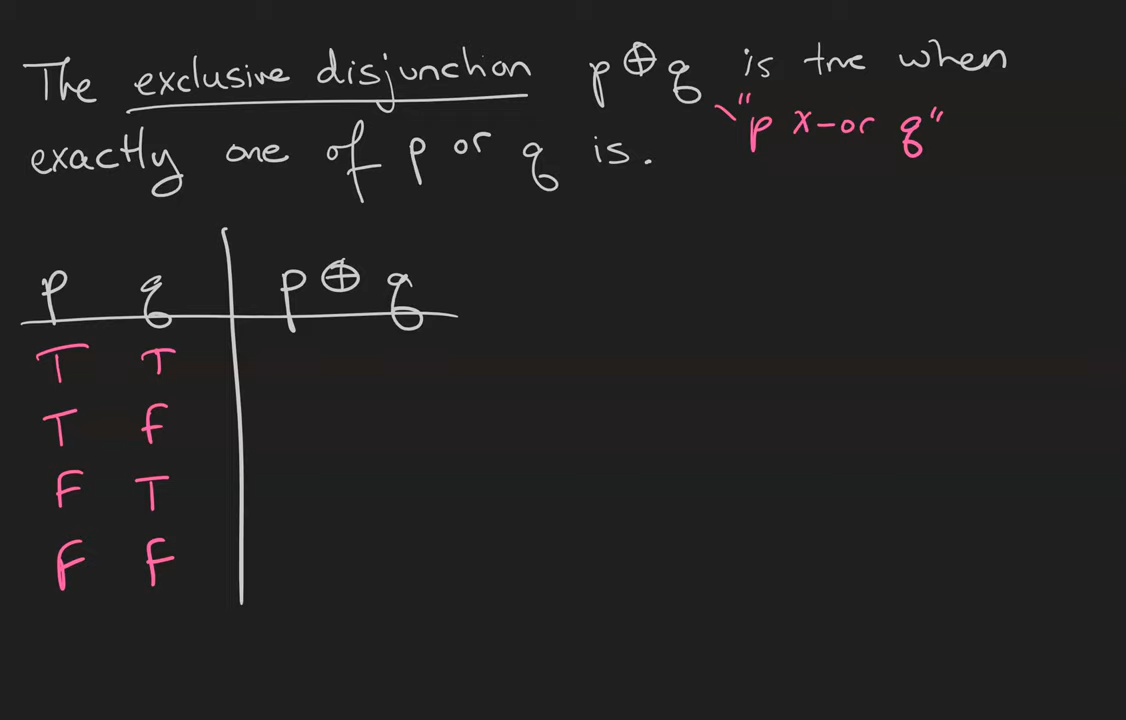 The exclusive disjunction p ⊕ q is true when
"p x-or q"
exactly one of p or q is.
p q p ⊕ q
T T
T F
F T
F F